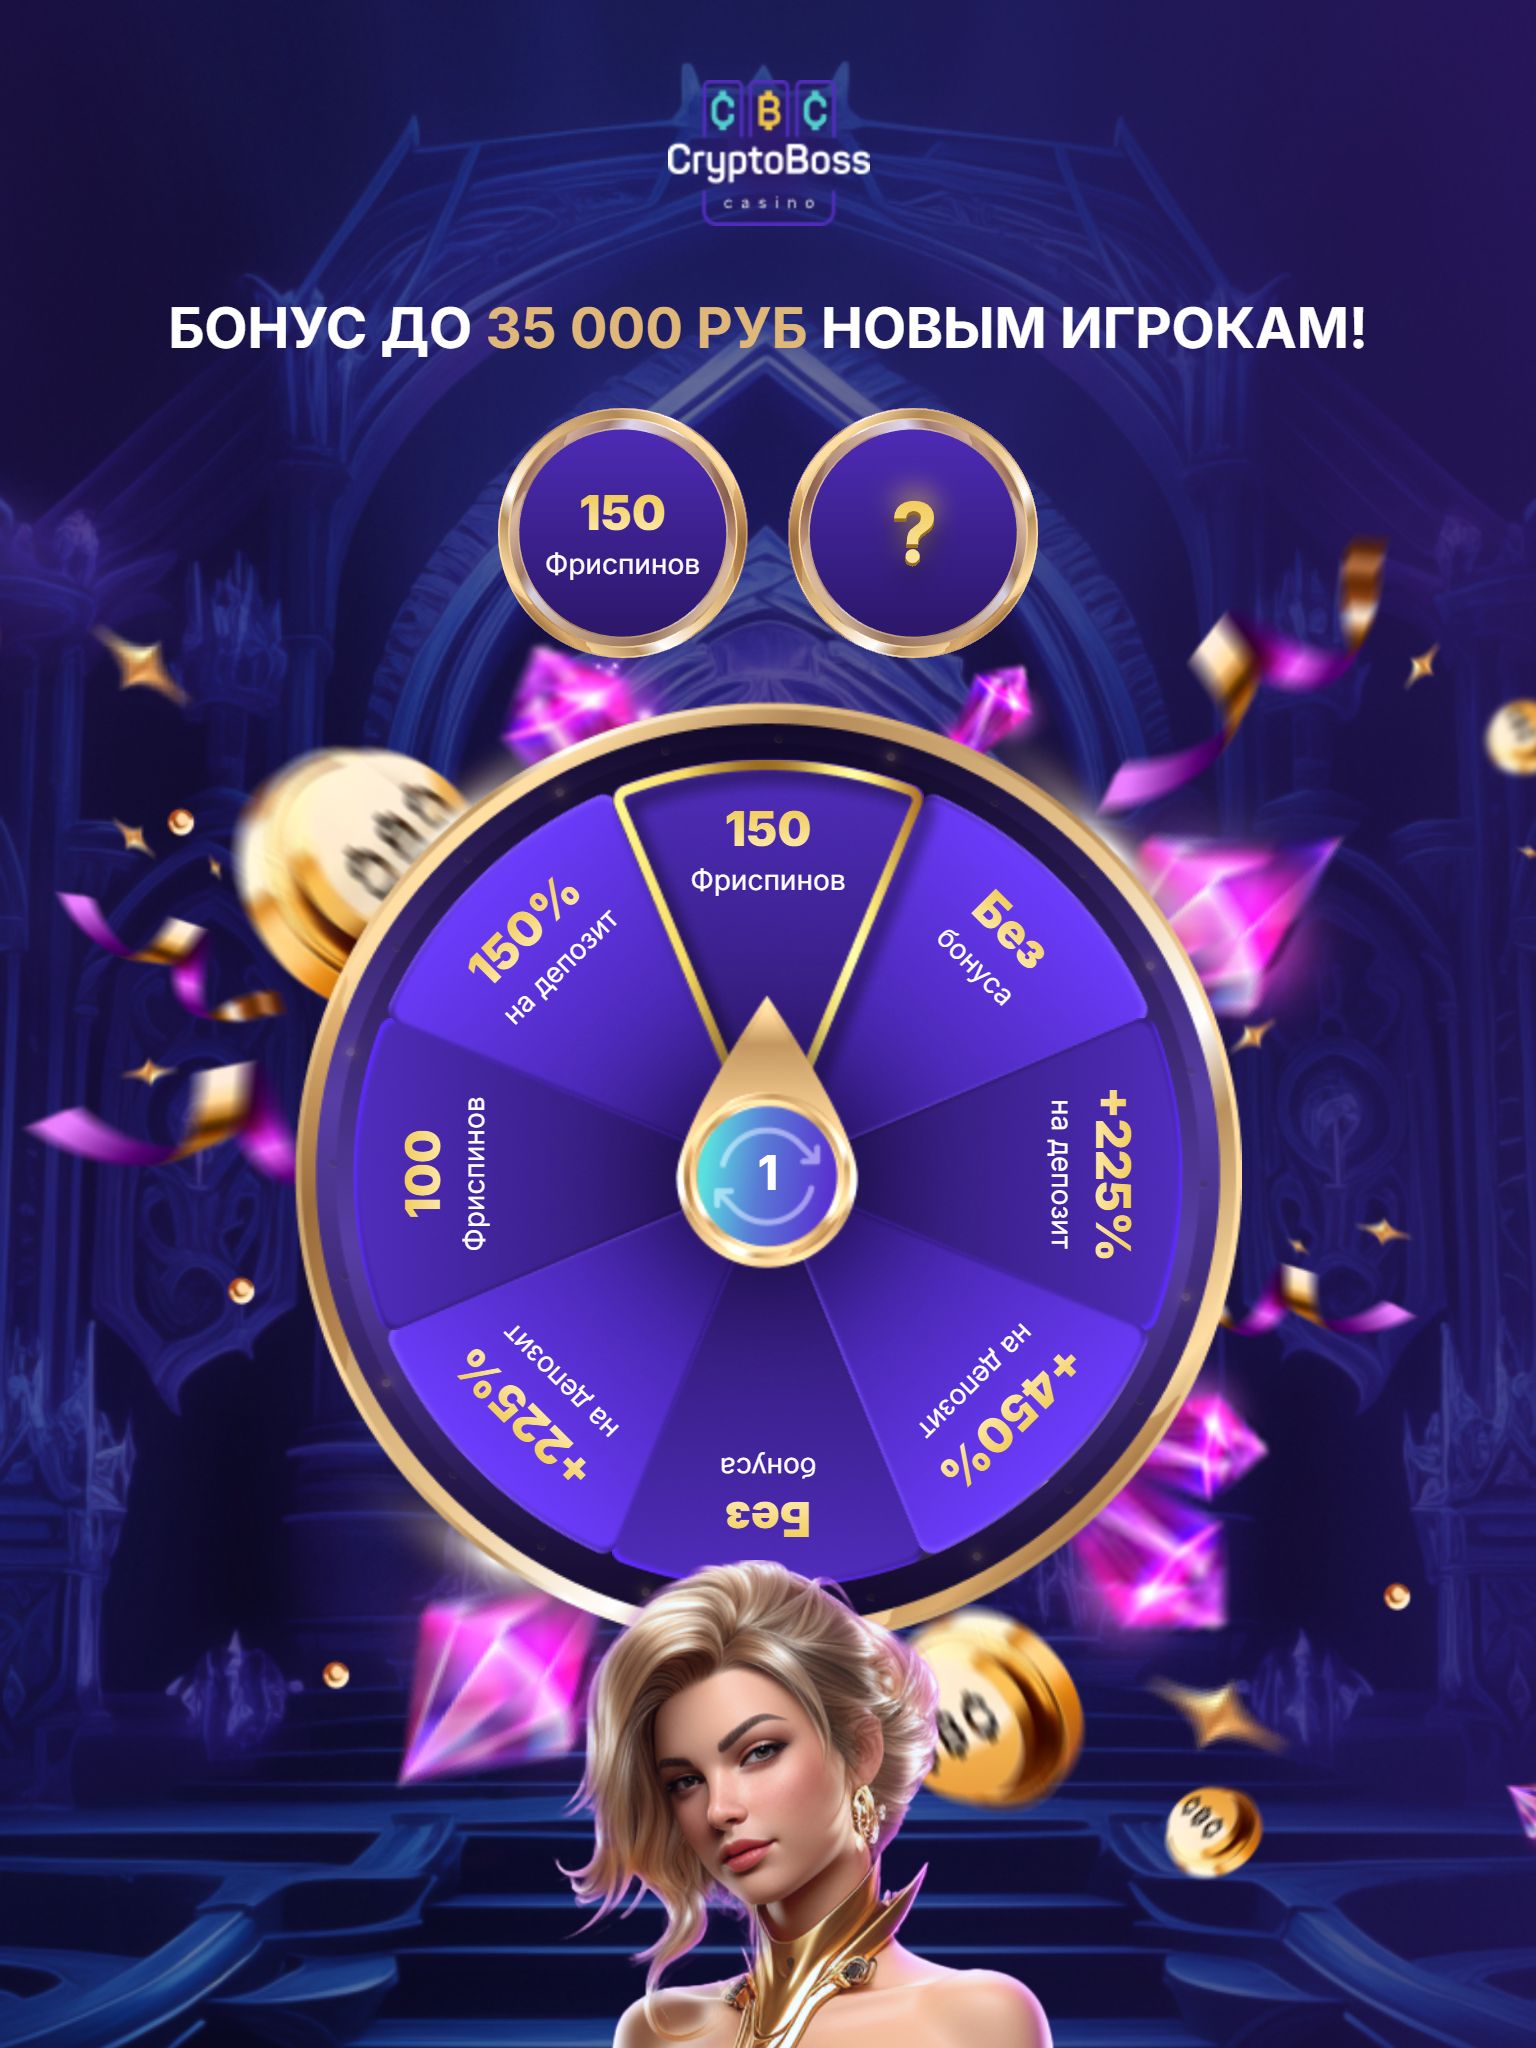 CBC
CryptoBoss
casino
БОНУС ДО 35 000 РУБ НОВЫМ ИГРОКАМ!
150
Фриспинов
?
150
Фриспинов
Без
бонуса
+225%
на депозит
+450%
на депозит
Без
бонуса
+225%
на депозит
100
Фриспинов
150%
на депозит
1